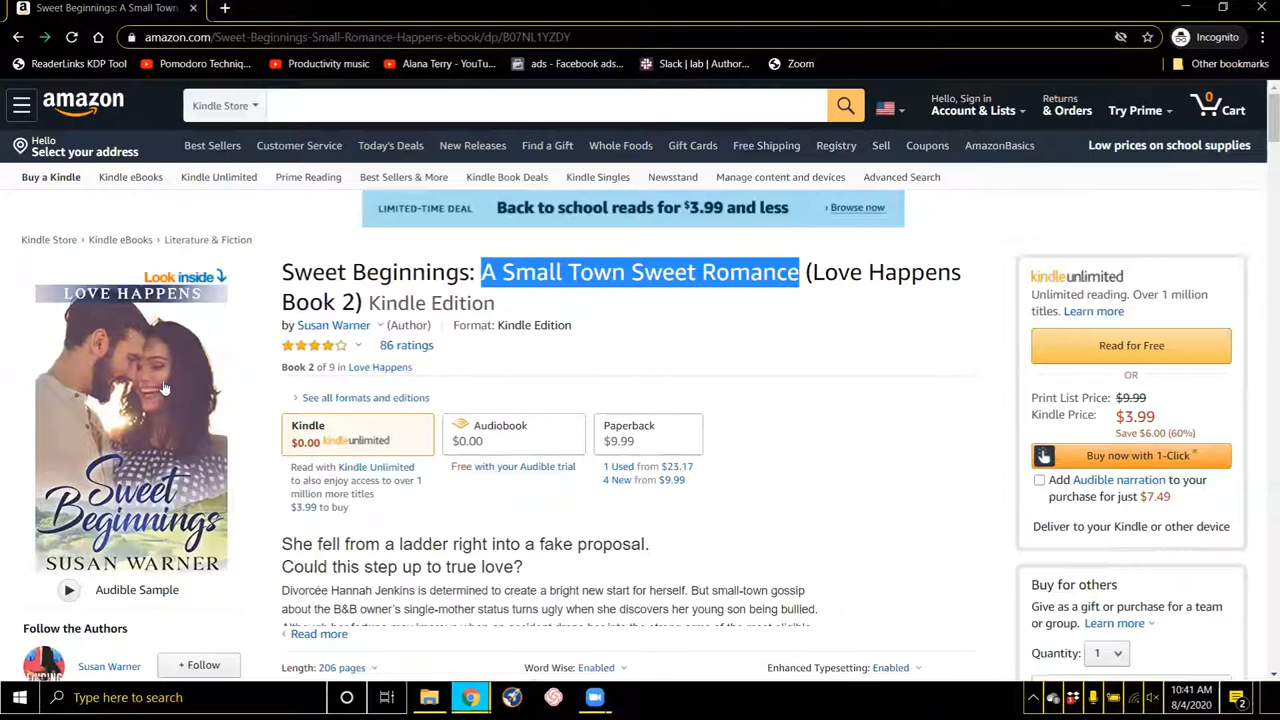 Sweet Beginnings: A Small Town
amazon.com/Sweet-Beginnings-Small-Romance-Happens-ebook/dp/B07NL1YZDY
Incognito
ReaderLinks KDP Tool
Pomodoro Techniq...
Productivity music
Alana Terry - YouTu...
ads - Facebook ads...
Slack | lab | Author...
Zoom
Other bookmarks
amazon
Kindle Store
Hello, Sign in
Account & Lists
Returns
& Orders
Try Prime
0
Cart
Hello
Select your address
Best Sellers
Customer Service
Today's Deals
New Releases
Find a Gift
Whole Foods
Gift Cards
Free Shipping
Registry
Sell
Coupons
AmazonBasics
Low prices on school supplies
Buy a Kindle
Kindle eBooks
Kindle Unlimited
Prime Reading
Best Sellers & More
Kindle Book Deals
Kindle Singles
Newsstand
Manage content and devices
Advanced Search
LIMITED-TIME DEAL Back to school reads for $3.99 and less › Browse now
Kindle Store › Kindle eBooks › Literature & Fiction
Look inside
LOVE HAPPENS
Sweet
Beginnings
SUSAN WARNER
Audible Sample
Follow the Authors
Susan Warner
+ Follow
Sweet Beginnings: A Small Town Sweet Romance (Love Happens
Book 2) Kindle Edition
by Susan Warner (Author) | Format: Kindle Edition
86 ratings
Book 2 of 9 in Love Happens
› See all formats and editions
Kindle
$0.00 kindleunlimited
Audiobook
$0.00
Paperback
$9.99
Read with Kindle Unlimited
to also enjoy access to over 1
million more titles
$3.99 to buy
Free with your Audible trial
1 Used from $23.17
4 New from $9.99
She fell from a ladder right into a fake proposal.
Could this step up to true love?
Divorcée Hannah Jenkins is determined to create a bright new start for herself. But small-town gossip
about the B&B owner's single-mother status turns ugly when she discovers her young son being bullied.
‹ Read more
Length: 206 pages
Word Wise: Enabled
Enhanced Typesetting: Enabled
kindleunlimited
Unlimited reading. Over 1 million
titles. Learn more
Read for Free
OR
Print List Price: $9.99
Kindle Price: $3.99
Save $6.00 (60%)
Buy now with 1-Click
Add Audible narration to your
purchase for just $7.49
Deliver to your Kindle or other device
Buy for others
Give as a gift or purchase for a team
or group. Learn more
Quantity: 1
Type here to search
10:41 AM
8/4/2020
2